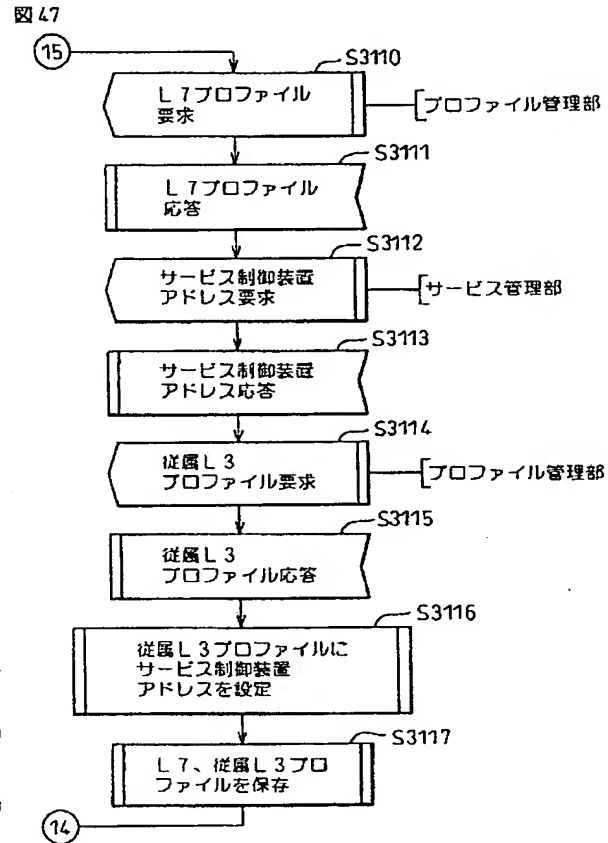 図47
15
S3110
L7プロファイル
要求
プロファイル管理部
S3111
L7プロファイル
応答
S3112
サービス制御装置
アドレス要求
サービス管理部
S3113
サービス制御装置
アドレス応答
S3114
従属L3
プロファイル要求
プロファイル管理部
S3115
従属L3
プロファイル応答
S3116
従属L3プロファイルに
サービス制御装置
アドレスを設定
S3117
L7、従属L3プロ
ファイルを保存
14